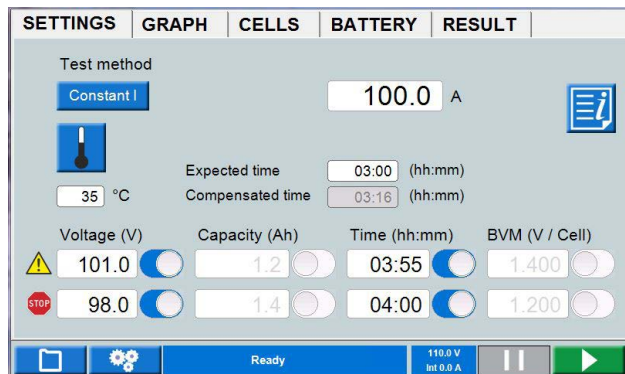 SETTINGS GRAPH CELLS BATTERY RESULT
Test method
Constant I 100.0 A
Expected time 03:00 (hh:mm)
35 °C Compensated time 03:16 (hh:mm)
Voltage (V) Capacity (Ah) Time (hh:mm) BVM (V / Cell)
101.0 1.2 03:55 1.400
STOP 98.0 1.4 04:00 1.200
Ready 110.0 V
Int 0.0 A